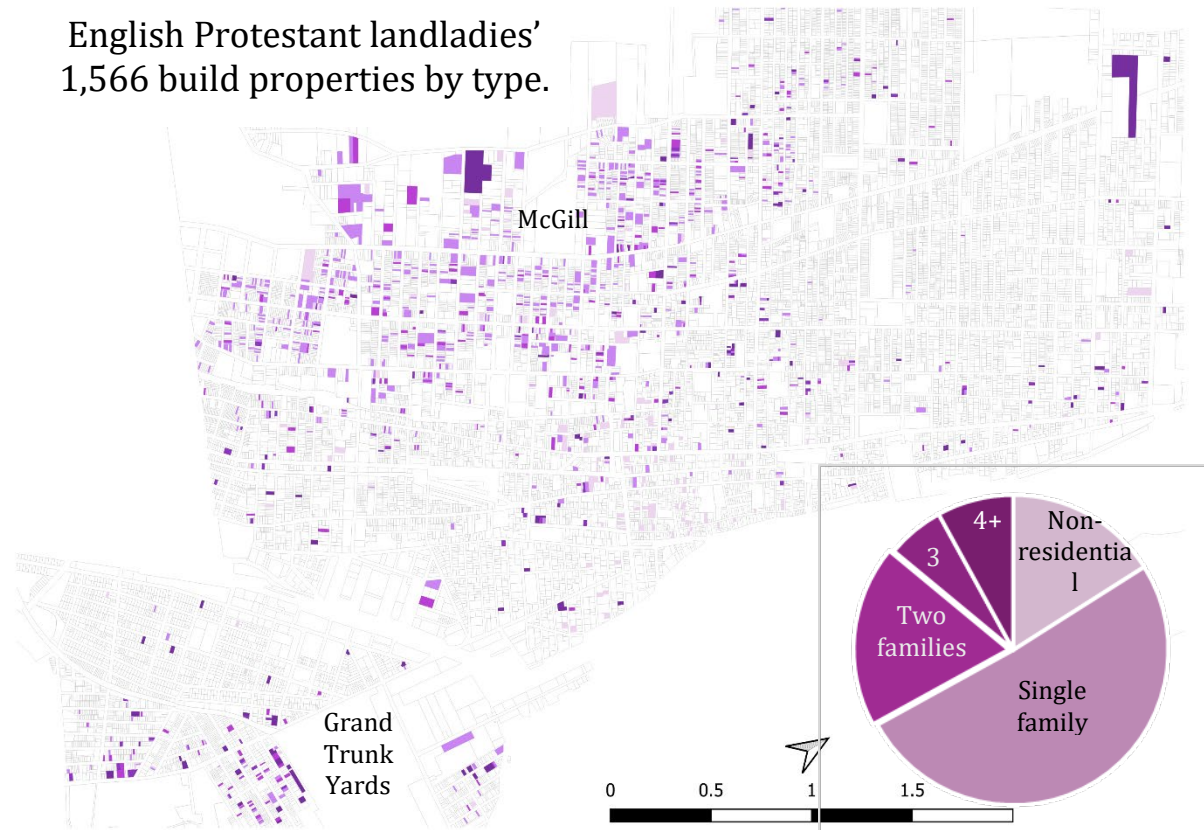 English Protestant landladies’
1,566 build properties by type.
McGill
4+
Non-
residentia
l
3
Two
families
Single
family
Grand
Trunk
Yards
0
0.5
1
1.5